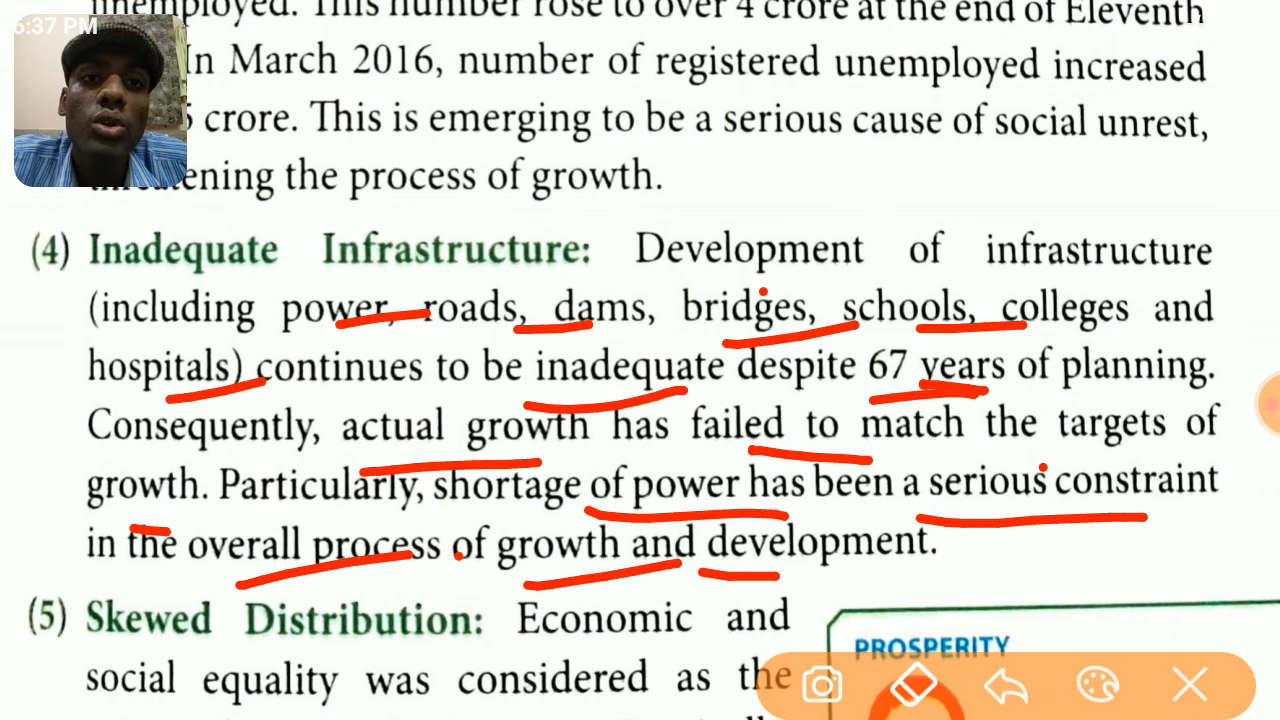 6:37 PM
unemployed. This number rose to over 4 crore at the end of Eleventh
In March 2016, number of registered unemployed increased
crore. This is emerging to be a serious cause of social unrest,
threatening the process of growth.
(4) Inadequate Infrastructure: Development of infrastructure
(including power, roads, dams, bridges, schools, colleges and
hospitals) continues to be inadequate despite 67 years of planning.
Consequently, actual growth has failed to match the targets of
growth. Particularly, shortage of power has been a serious constraint
in the overall process of growth and development.
(5) Skewed Distribution: Economic and
social equality was considered as the
PROSPERITY